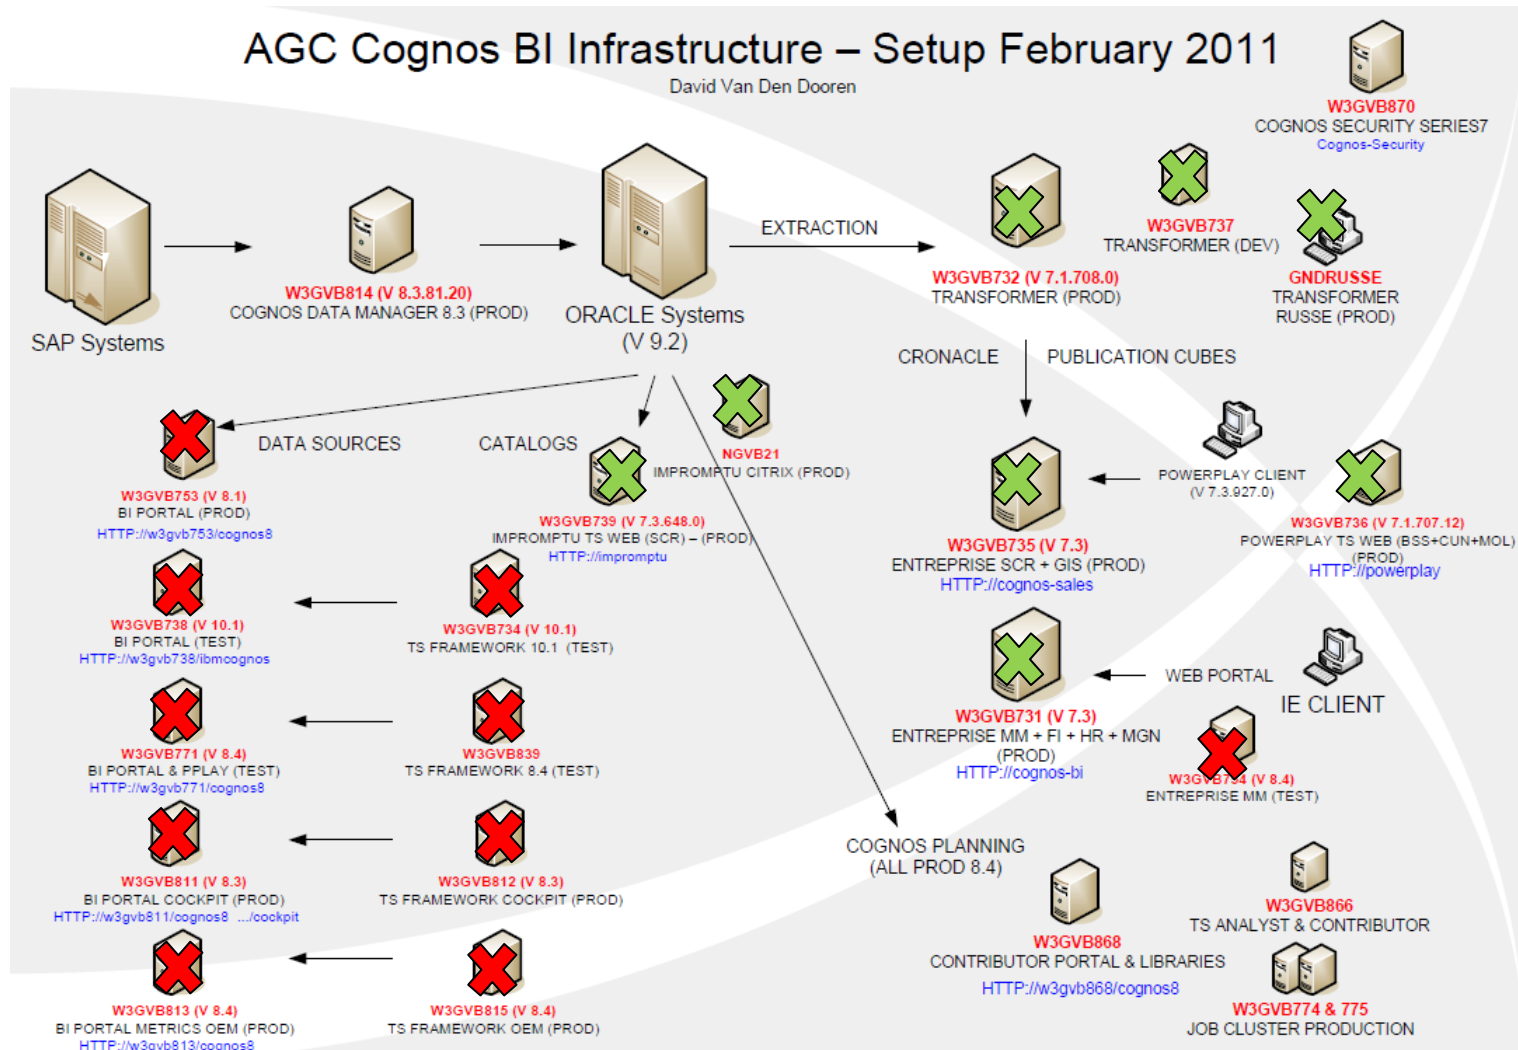 AGC Cognos BI Infrastructure – Setup February 2011
David Van Den Dooren
W3GVB870
COGNOS SECURITY SERIES7
Cognos-Security
SAP Systems
W3GVB814 (V 8.3.81.20)
COGNOS DATA MANAGER 8.3 (PROD)
ORACLE Systems
(V 9.2)
EXTRACTION
W3GVB732 (V 7.1.708.0)
TRANSFORMER (PROD)
W3GVB737
TRANSFORMER (DEV)
GNDRUSSE
TRANSFORMER
RUSSE (PROD)
CRONACLE
PUBLICATION CUBES
DATA SOURCES
CATALOGS
W3GVB753 (V 8.1)
BI PORTAL (PROD)
HTTP://w3gvb753/cognos8
NGVB21
IMPROMPTU CITRIX (PROD)
W3GVB739 (V 7.3.648.0)
IMPROMPTU TS WEB (SCR) – (PROD)
HTTP://impromptu
POWERPLAY CLIENT
(V 7.3.927.0)
W3GVB735 (V 7.3)
ENTREPRISE SCR + GIS (PROD)
HTTP://cognos-sales
W3GVB736 (V 7.1.707.12)
POWERPLAY TS WEB (BSS+CUN+MOL)
(PROD)
HTTP://powerplay
W3GVB738 (V 10.1)
BI PORTAL (TEST)
HTTP://w3gvb738/ibmcognos
W3GVB734 (V 10.1)
TS FRAMEWORK 10.1 (TEST)
WEB PORTAL
IE CLIENT
W3GVB731 (V 7.3)
ENTREPRISE MM + FI + HR + MGN
(PROD)
HTTP://cognos-bi
W3GVB771 (V 8.4)
BI PORTAL & PPLAY (TEST)
HTTP://w3gvb771/cognos8
W3GVB839
TS FRAMEWORK 8.4 (TEST)
(V 8.4)
ENTREPRISE MM (TEST)
COGNOS PLANNING
(ALL PROD 8.4)
W3GVB811 (V 8.3)
BI PORTAL COCKPIT (PROD)
HTTP://w3gvb811/cognos8 .../cockpit
W3GVB812 (V 8.3)
TS FRAMEWORK COCKPIT (PROD)
W3GVB866
TS ANALYST & CONTRIBUTOR
W3GVB868
CONTRIBUTOR PORTAL & LIBRARIES
HTTP://w3gvb868/cognos8
W3GVB774 & 775
JOB CLUSTER PRODUCTION
W3GVB813 (V 8.4)
BI PORTAL METRICS OEM (PROD)
HTTP://w3gvb813/cognos8
W3GVB815 (V 8.4)
TS FRAMEWORK OEM (PROD)